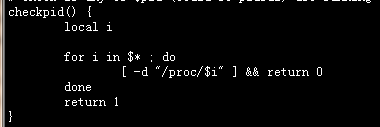 checkpid() {
local i
for i in $* ; do
[ -d "/proc/$i" ] && return 0
done
return 1
}